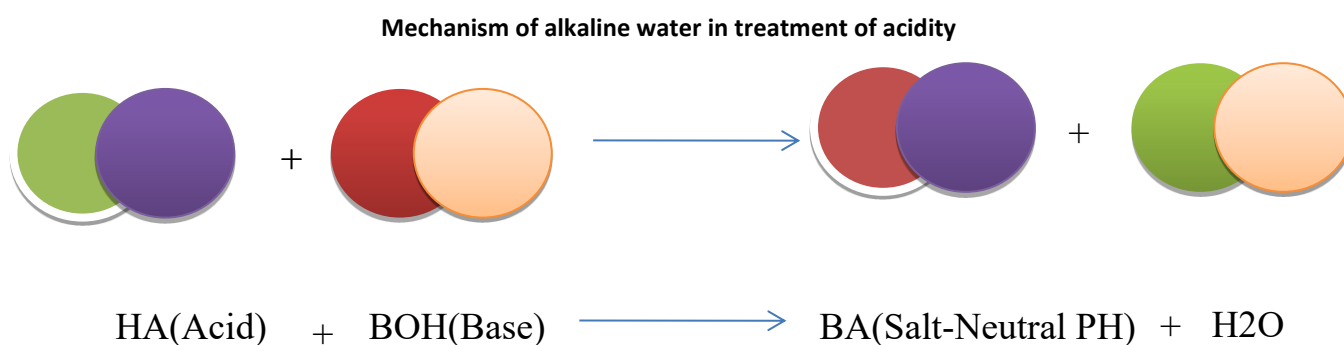 Mechanism of alkaline water in treatment of acidity
+ +
HA(Acid) + BOH(Base) BA(Salt-Neutral PH) + H2O